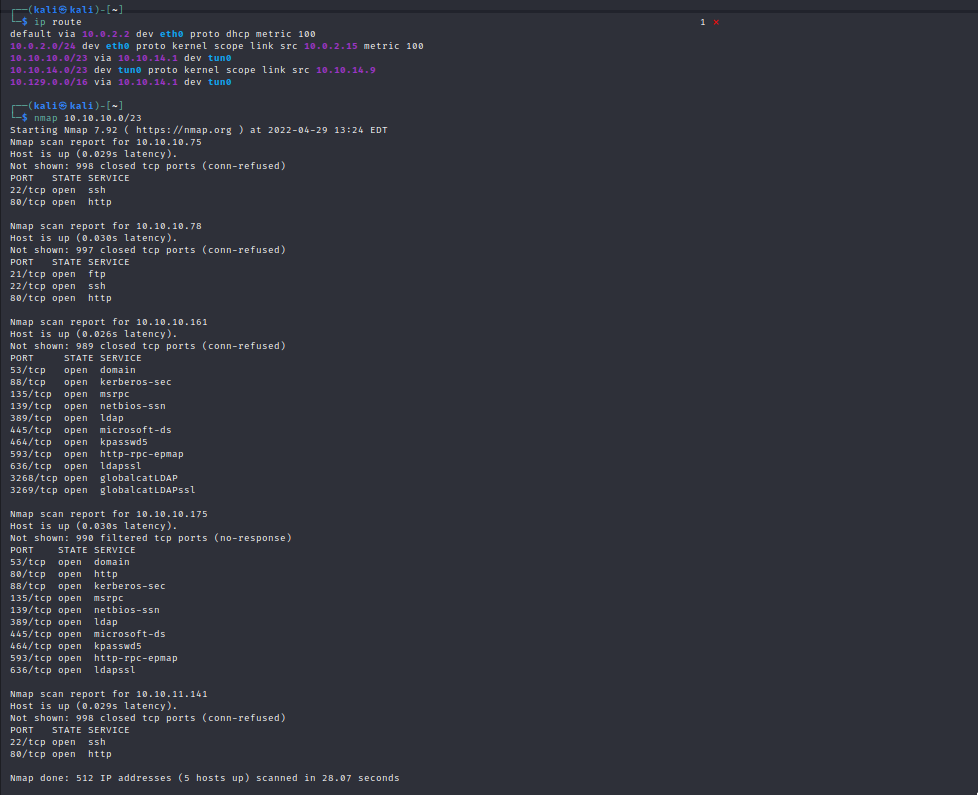 ┌──(kali㉿kali)-[~]
└─$ ip route 1 ⨯
default via 10.0.2.2 dev eth0 proto dhcp metric 100
10.0.2.0/24 dev eth0 proto kernel scope link src 10.0.2.15 metric 100
10.10.10.0/23 via 10.10.14.1 dev tun0
10.10.14.0/23 dev tun0 proto kernel scope link src 10.10.14.9
10.129.0.0/16 via 10.10.14.1 dev tun0

┌──(kali㉿kali)-[~]
└─$ nmap 10.10.10.0/23
Starting Nmap 7.92 ( https://nmap.org ) at 2022-04-29 13:24 EDT
Nmap scan report for 10.10.10.75
Host is up (0.029s latency).
Not shown: 998 closed tcp ports (conn-refused)
PORT   STATE SERVICE
22/tcp open  ssh
80/tcp open  http

Nmap scan report for 10.10.10.78
Host is up (0.030s latency).
Not shown: 997 closed tcp ports (conn-refused)
PORT   STATE SERVICE
21/tcp open  ftp
22/tcp open  ssh
80/tcp open  http

Nmap scan report for 10.10.10.161
Host is up (0.026s latency).
Not shown: 989 closed tcp ports (conn-refused)
PORT     STATE SERVICE
53/tcp   open  domain
88/tcp   open  kerberos-sec
135/tcp  open  msrpc
139/tcp  open  netbios-ssn
389/tcp  open  ldap
445/tcp  open  microsoft-ds
464/tcp  open  kpasswd5
593/tcp  open  http-rpc-epmap
636/tcp  open  ldapssl
3268/tcp open  globalcatLDAP
3269/tcp open  globalcatLDAPssl

Nmap scan report for 10.10.10.175
Host is up (0.030s latency).
Not shown: 990 filtered tcp ports (no-response)
PORT    STATE SERVICE
53/tcp  open  domain
80/tcp  open  http
88/tcp  open  kerberos-sec
135/tcp open  msrpc
139/tcp open  netbios-ssn
389/tcp open  ldap
445/tcp open  microsoft-ds
464/tcp open  kpasswd5
593/tcp open  http-rpc-epmap
636/tcp open  ldapssl

Nmap scan report for 10.10.11.141
Host is up (0.029s latency).
Not shown: 998 closed tcp ports (conn-refused)
PORT   STATE SERVICE
22/tcp open  ssh
80/tcp open  http

Nmap done: 512 IP addresses (5 hosts up) scanned in 28.07 seconds